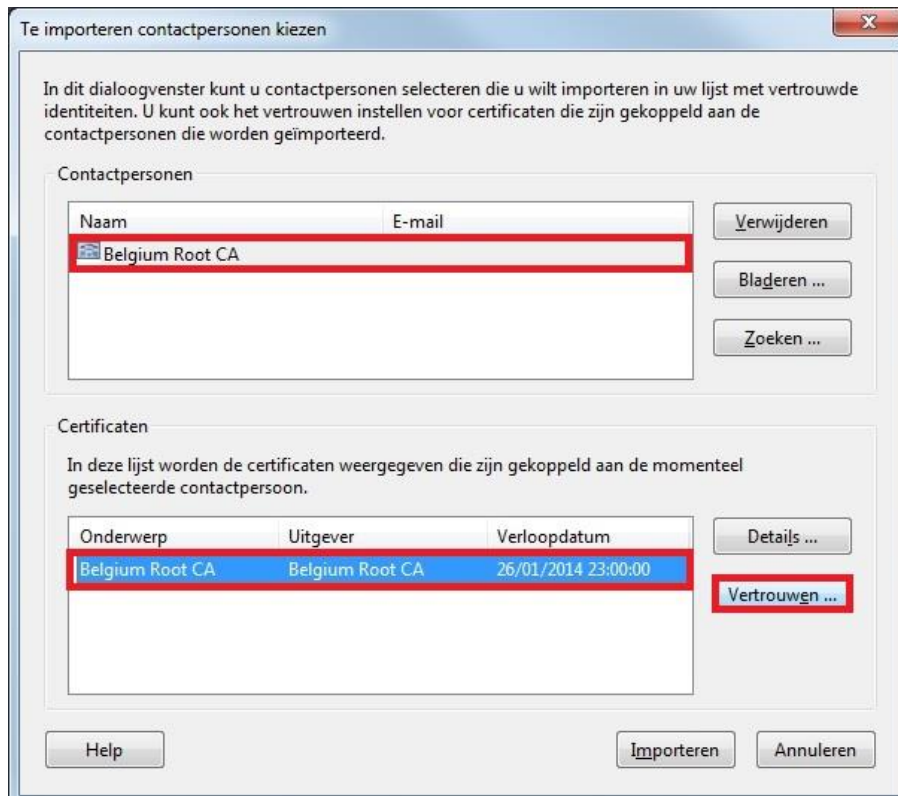 Te importeren contactpersonen kiezen
In dit dialoogvenster kunt u contactpersonen selecteren die u wilt importeren in uw lijst met vertrouwde
identiteiten. U kunt ook het vertrouwen instellen voor certificaten die zijn gekoppeld aan de
contactpersonen die worden geïmporteerd.
Contactpersonen
Naam E-mail
Belgium Root CA
Verwijderen
Bladeren ...
Zoeken ...
Certificaten
In deze lijst worden de certificaten weergegeven die zijn gekoppeld aan de momenteel
geselecteerde contactpersoon.
Onderwerp Uitgever Verloopdatum
Belgium Root CA Belgium Root CA 26/01/2014 23:00:00
Details ...
Vertrouwen ...
Help Importeren Annuleren